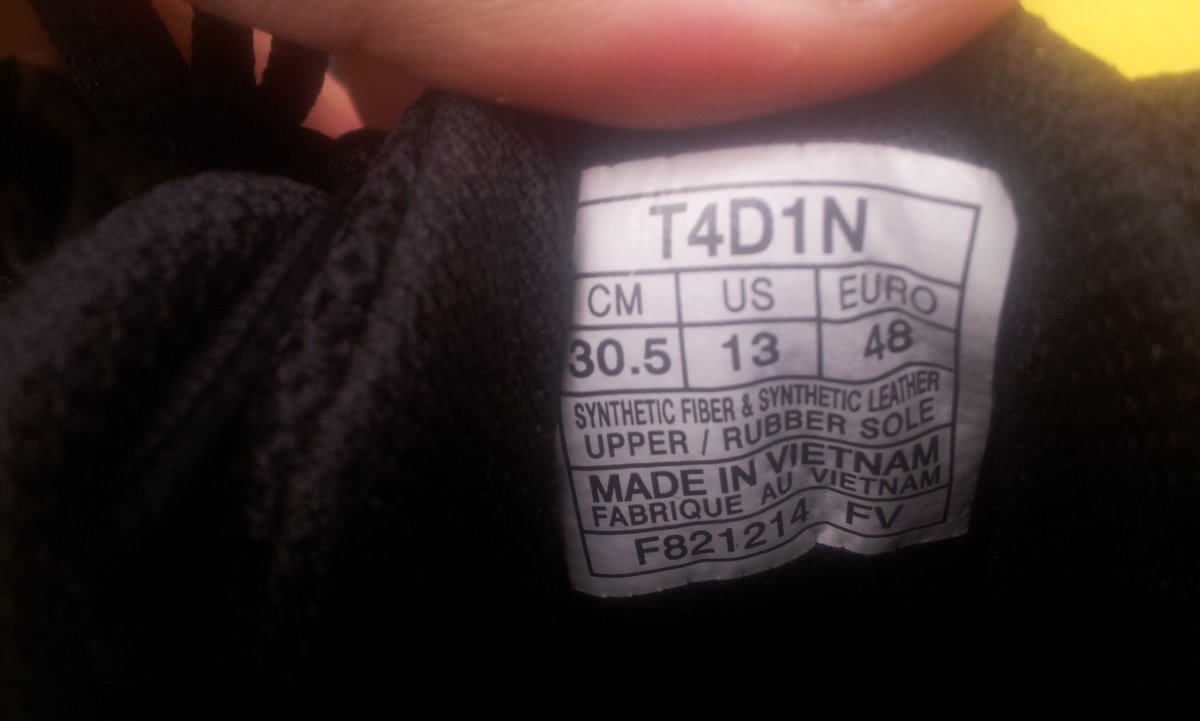 T4D1N
CM US EURO
30.5 13 48
SYNTHETIC FIBER & SYNTHETIC LEATHER
UPPER / RUBBER SOLE
MADE IN VIETNAM
FABRIQUE AU VIETNAM
F821214 FV